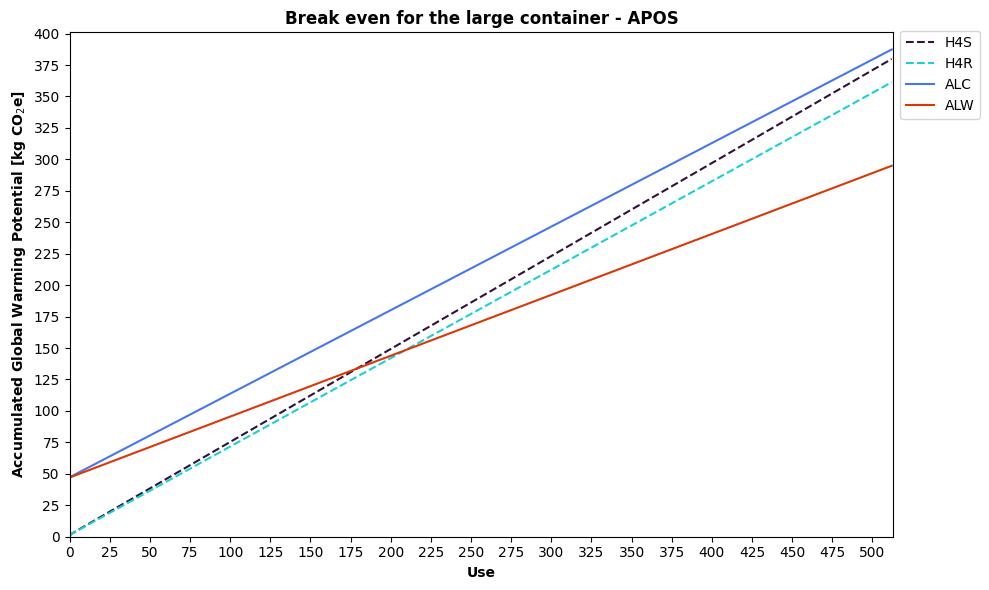 Break even for the large container - APOS
Accumulated Global Warming Potential [kg CO₂e]
400
375
350
325
300
275
250
225
200
175
150
125
100
75
50
25
0
0 25 50 75 100 125 150 175 200 225 250 275 300 325 350 375 400 425 450 475 500
Use
H4S
H4R
ALC
ALW